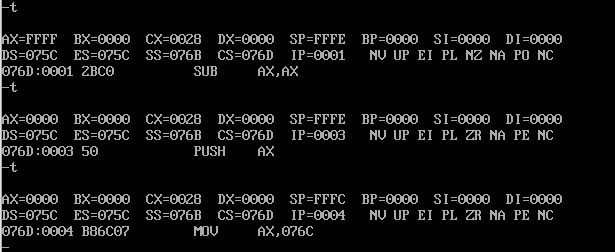 -t
AX=FFFF  BX=0000  CX=0028  DX=0000  SP=FFFE  BP=0000  SI=0000  DI=0000
DS=075C  ES=075C  SS=076B  CS=076D  IP=0001   NV UP EI PL NZ NA PO NC
076D:0001 2BC0          SUB     AX,AX
-t
AX=0000  BX=0000  CX=0028  DX=0000  SP=FFFE  BP=0000  SI=0000  DI=0000
DS=075C  ES=075C  SS=076B  CS=076D  IP=0003   NV UP EI PL ZR NA PE NC
076D:0003 50            PUSH    AX
-t
AX=0000  BX=0000  CX=0028  DX=0000  SP=FFFC  BP=0000  SI=0000  DI=0000
DS=075C  ES=075C  SS=076B  CS=076D  IP=0004   NV UP EI PL ZR NA PE NC
076D:0004 B86C07        MOV     AX,076C
-